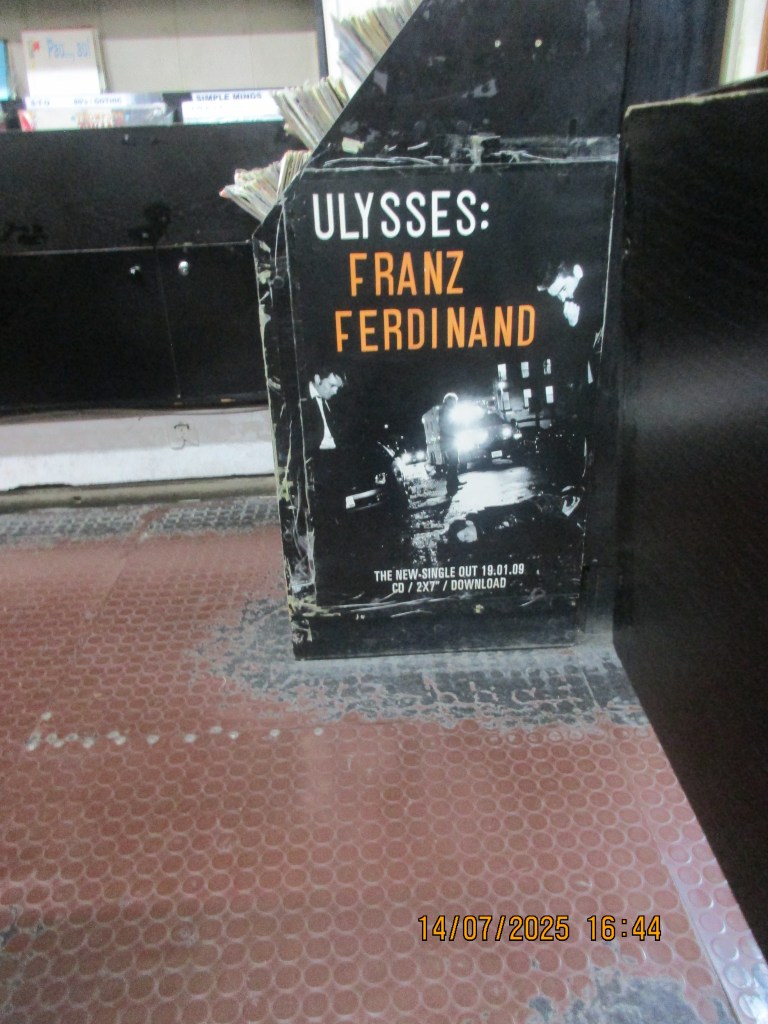 SIMPLE MINDS
ULYSSES:
FRANZ
FERDINAND
THE NEW SINGLE OUT 19.01.09
CD / 2X7" / DOWNLOAD
14/07/2025 16:44